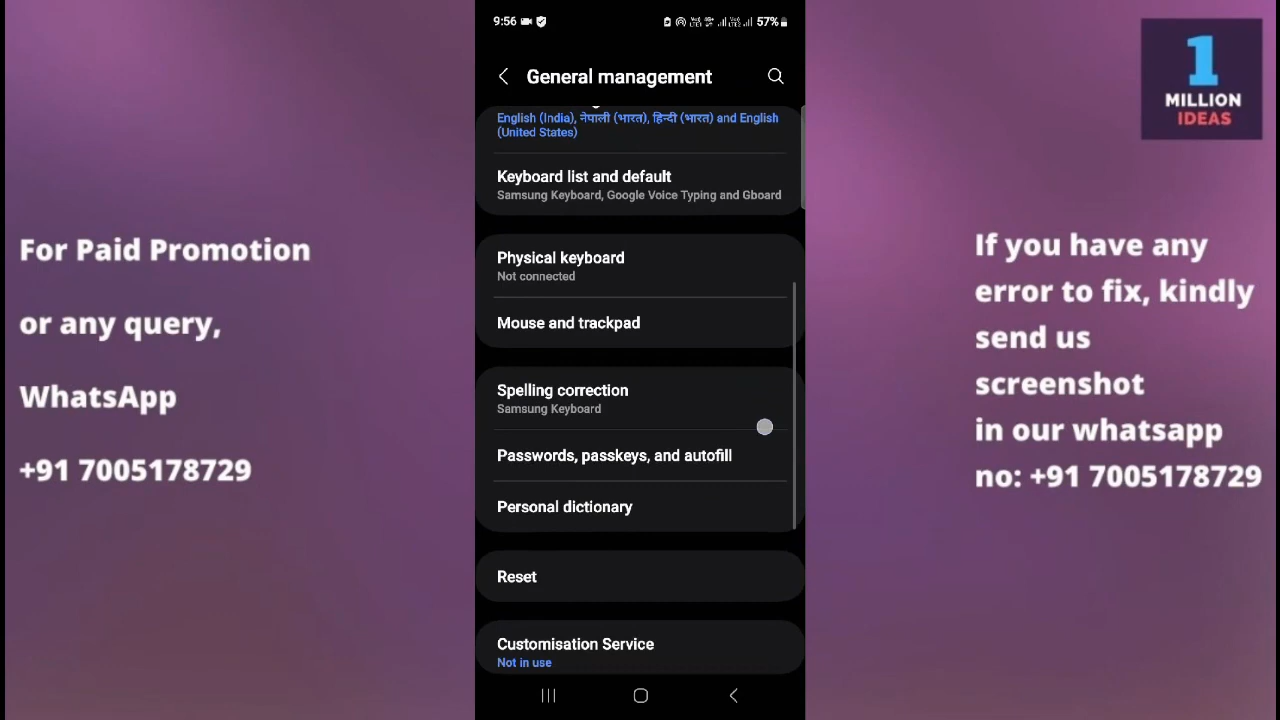 For Paid Promotion
or any query,
WhatsApp
+91 7005178729
9:56
57%
General management
English (India), नेपाली (भारत), हिन्दी (भारत) and English
(United States)
Keyboard list and default
Samsung Keyboard, Google Voice Typing and Gboard
Physical keyboard
Not connected
Mouse and trackpad
Spelling correction
Samsung Keyboard
Passwords, passkeys, and autofill
Personal dictionary
Reset
Customisation Service
Not in use
1
MILLION
IDEAS
If you have any
error to fix, kindly
send us
screenshot
in our whatsapp
no: +91 7005178729